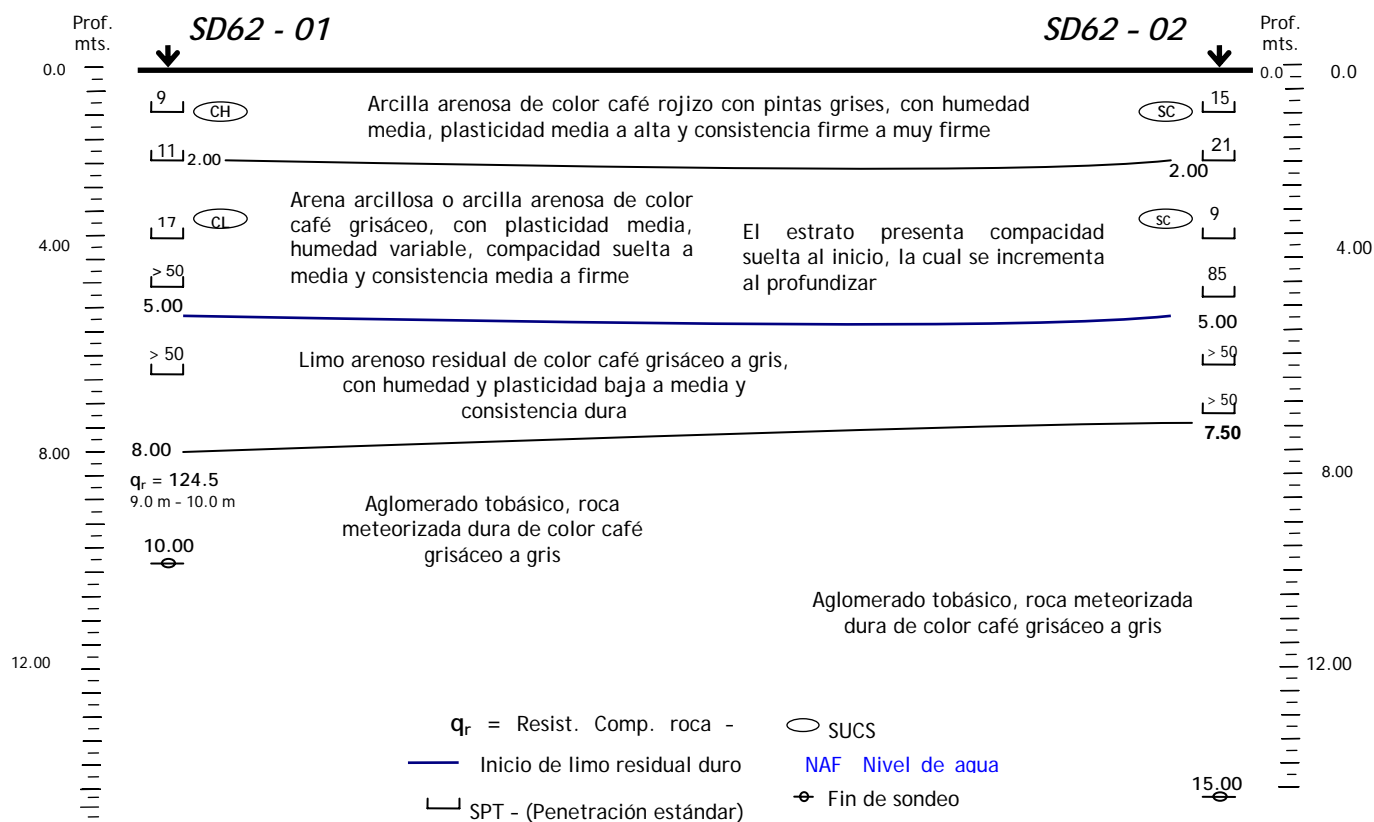 Prof.
mts.
SD62 - 01
SD62 - 02
Prof.
mts.
0.0
0.0
0.0
9
CH
Arcilla arenosa de color café rojizo con pintas grises, con humedad
media, plasticidad media a alta y consistencia firme a muy firme
SC
15
11
2.00
21
2.00
Arena arcillosa o arcilla arenosa de color
café grisáceo, con plasticidad media,
humedad variable, compacidad suelta a
media y consistencia media a firme
17
CL
El estrato presenta compacidad
suelta al inicio, la cual se incrementa
al profundizar
SC
9
4.00
4.00
> 50
85
5.00
5.00
> 50
Limo arenoso residual de color café grisáceo a gris,
con humedad y plasticidad baja a media y
consistencia dura
> 50
> 50
7.50
8.00
8.00
8.00
qr = 124.5
9.0 m - 10.0 m
Aglomerado tobásico, roca
meteorizada dura de color café
grisáceo a gris
10.00
Aglomerado tobásico, roca meteorizada
dura de color café grisáceo a gris
12.00
12.00
qr = Resist. Comp. roca -
SUCS
Inicio de limo residual duro
NAF Nivel de agua
SPT - (Penetración estándar)
Fin de sondeo
15.00